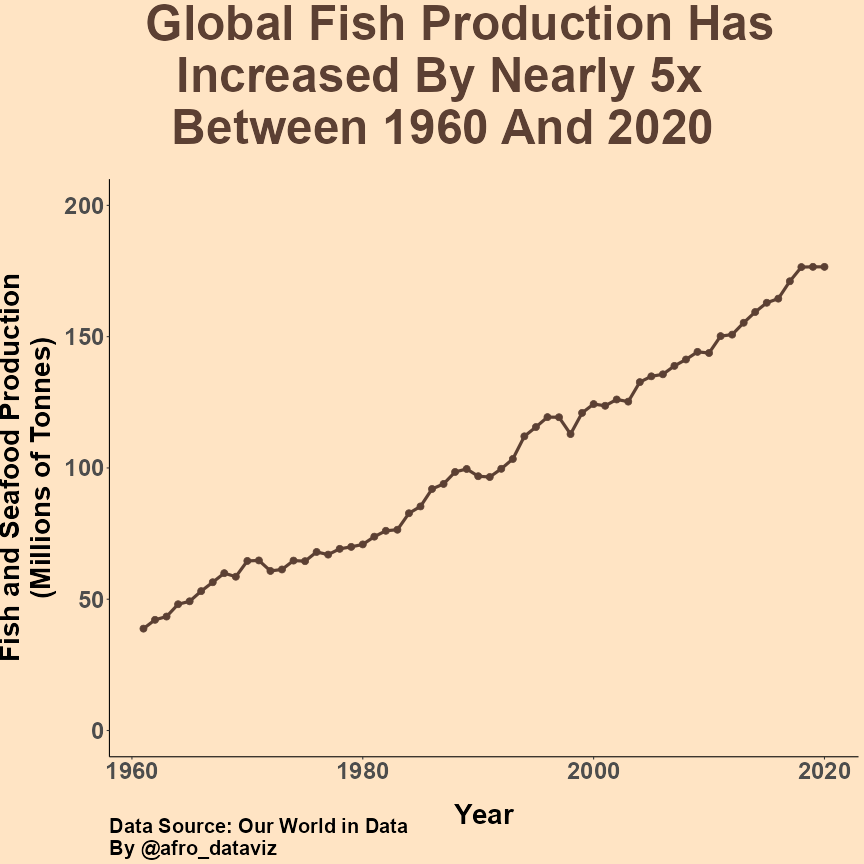 Global Fish Production Has
Increased By Nearly 5x
Between 1960 And 2020
Fish and Seafood Production
(Millions of Tonnes)
200
150
100
50
0
1960 1980 2000 2020
Year
Data Source: Our World in Data
By @afro_dataviz